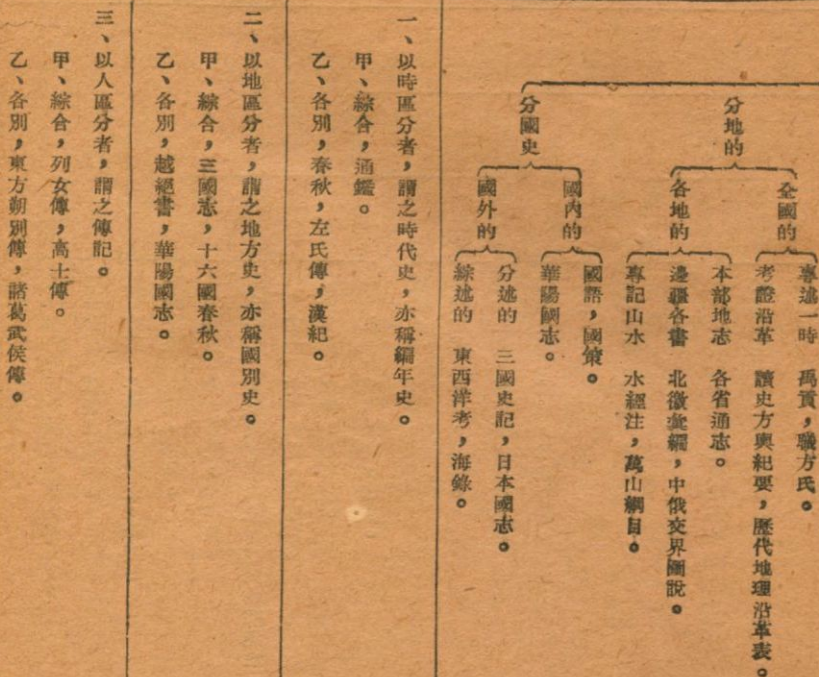 分地的
全國的
專述一時 禹貢，職方氏。
考證沿革 讀史方輿紀要，歷代地理沿革表。
各地的
本部地志 各省通志。
邊疆各書 北徼彙編，中俄交界圖說。
專記山水 水經注，萬山綱目。
分國史
國內的
國語，國策。
華陽國志。
國外的
分述的 三國史記，日本國志。
綜述的 東西洋考，海錄。
一、以時區分者，謂之時代史，亦稱編年史。
甲、綜合，通鑑。
乙、各別，春秋，左氏傳，漢紀。
二、以地區分者，謂之地方史，亦稱國別史。
甲、綜合，三國志，十六國春秋。
乙、各別，越絕書，華陽國志。
三、以人區分者，謂之傳記。
甲、綜合，列女傳，高士傳。
乙、各別，東方朔別傳，諸葛武侯傳。